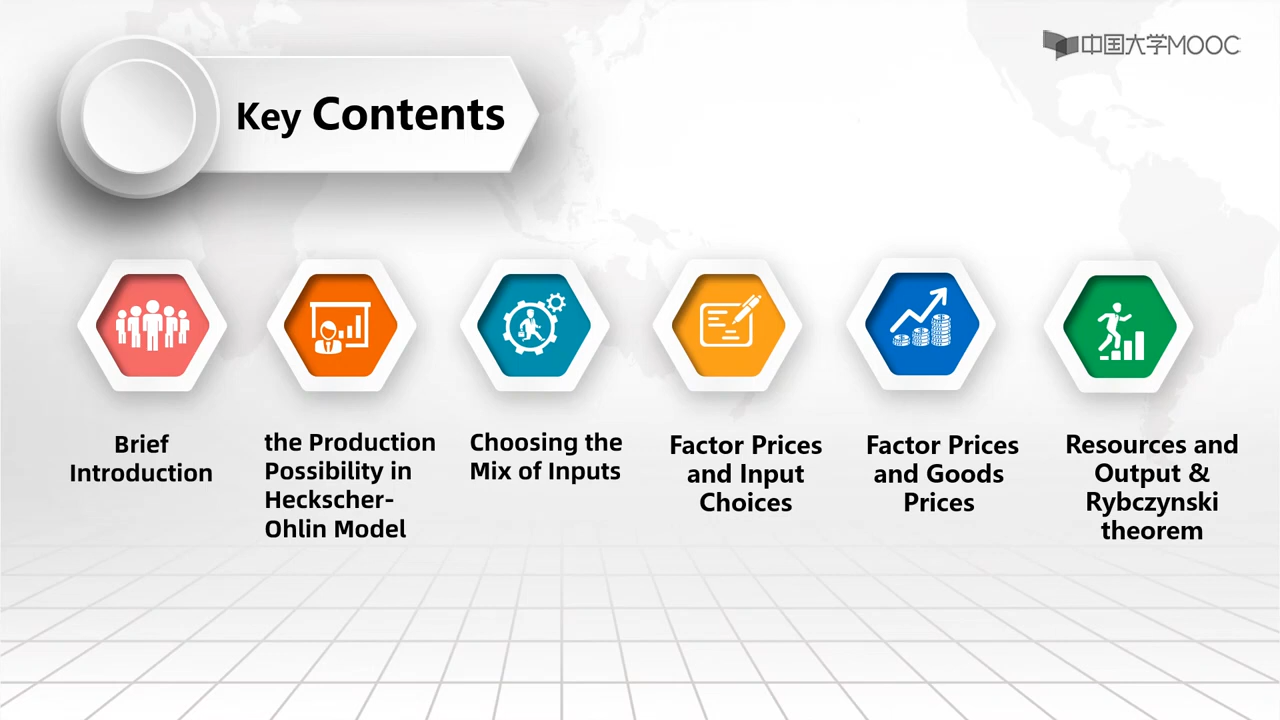 中国大学MOOC
Key Contents
Brief
Introduction
the Production
Possibility in
Heckscher-
Ohlin Model
Choosing the
Mix of Inputs
Factor Prices
and Input
Choices
Factor Prices
and Goods
Prices
Resources and
Output &
Rybczynski
theorem